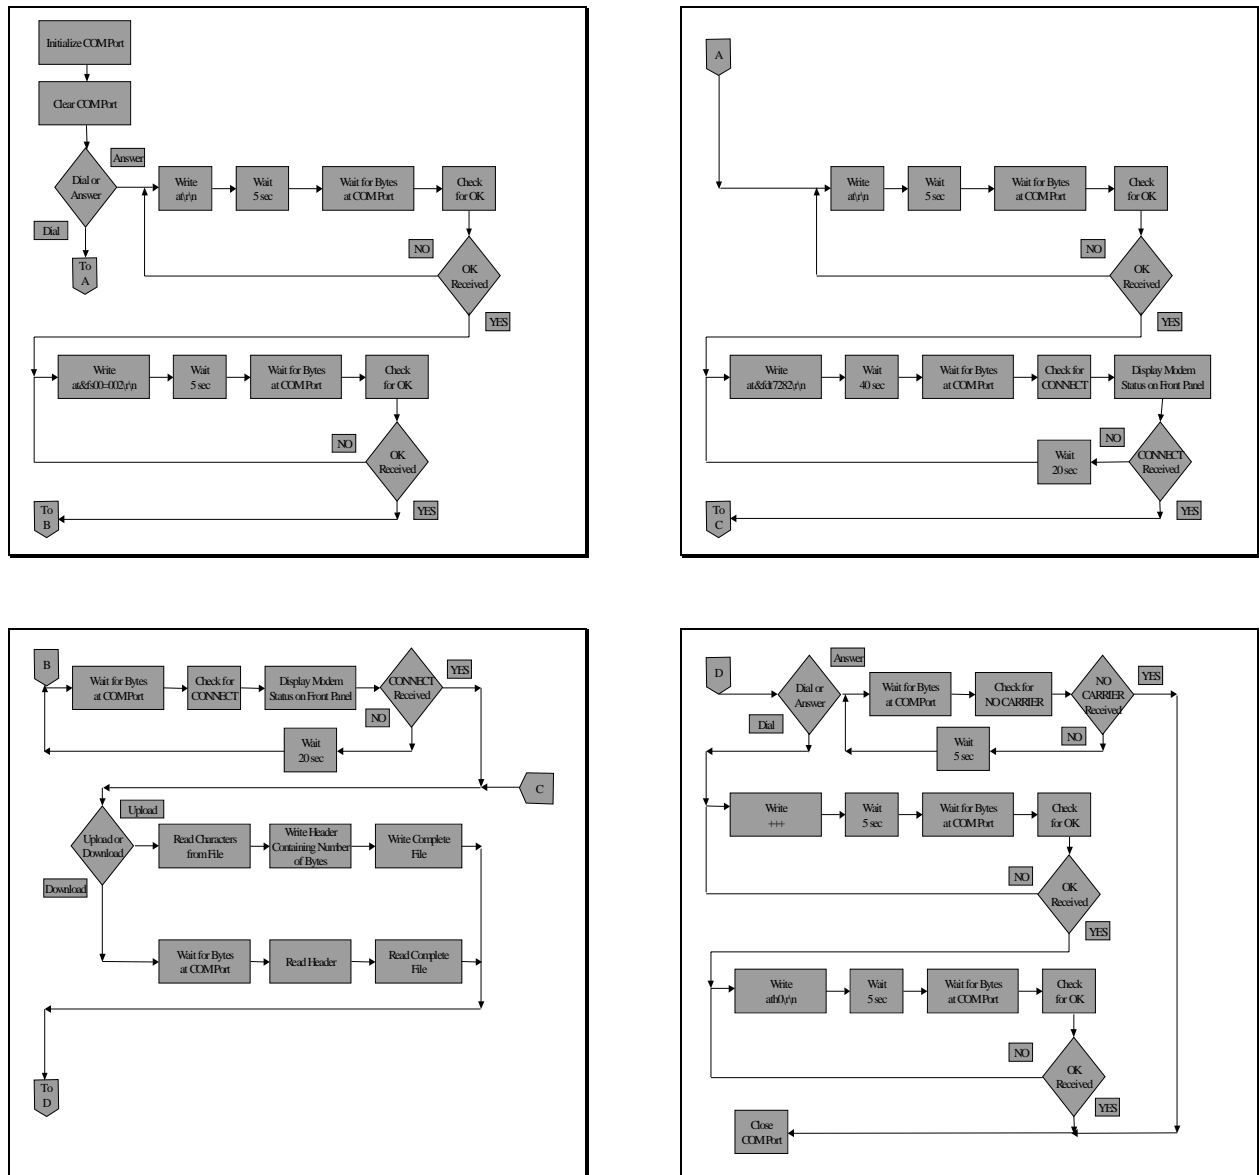 Initialize COM Port
Clear COM Port
Dial or
Answer
Answer
Dial
To
A
Write
at\r\n
Wait
5 sec
Wait for Bytes
at COM Port
Check
for OK
OK
Received
NO
YES
Write
at&fs00=002\r\n
Wait
5 sec
Wait for Bytes
at COM Port
Check
for OK
OK
Received
NO
YES
To
B
A
Write
at\r\n
Wait
5 sec
Wait for Bytes
at COM Port
Check
for OK
OK
Received
NO
YES
Write
at&fdt7282\r\n
Wait
40 sec
Wait for Bytes
at COM Port
Check for
CONNECT
Display Modem
Status on Front Panel
CONNECT
Received
NO
Wait
20 sec
YES
To
C
B
Wait for Bytes
at COM Port
Check for
CONNECT
Display Modem
Status on Front Panel
CONNECT
Received
YES
NO
Wait
20 sec
C
Upload or
Download
Upload
Read Characters
from File
Write Header
Containing Number
of Bytes
Write Complete
File
Download
Wait for Bytes
at COM Port
Read Header
Read Complete
File
To
D
D
Dial or
Answer
Answer
Dial
Wait for Bytes
at COM Port
Check for
NO CARRIER
NO
CARRIER
Received
YES
NO
Wait
5 sec
Write
+++
Wait
5 sec
Wait for Bytes
at COM Port
Check
for OK
OK
Received
NO
YES
Write
ath0\r\n
Wait
5 sec
Wait for Bytes
at COM Port
Check
for OK
OK
Received
NO
YES
Close
COM Port